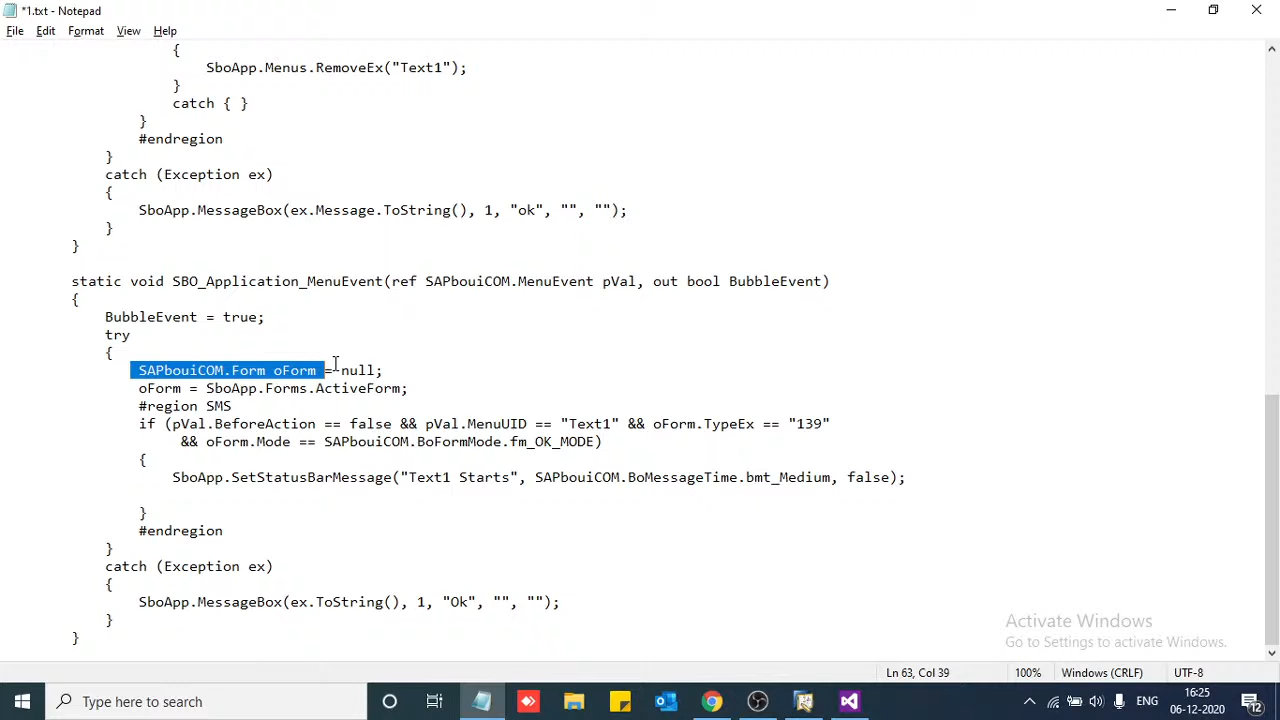 *1.txt - Notepad
File Edit Format View Help
{
SboApp.Menus.RemoveEx("Text1");
}
catch { }
}
#endregion
}
catch (Exception ex)
{
SboApp.MessageBox(ex.Message.ToString(), 1, "ok", "", "");
}
}
static void SBO_Application_MenuEvent(ref SAPbouiCOM.MenuEvent pVal, out bool BubbleEvent)
{
BubbleEvent = true;
try
{
SAPbouiCOM.Form oForm = null;
oForm = SboApp.Forms.ActiveForm;
#region SMS
if (pVal.BeforeAction == false && pVal.MenuUID == "Text1" && oForm.TypeEx == "139"
&& oForm.Mode == SAPbouiCOM.BoFormMode.fm_OK_MODE)
{
SboApp.SetStatusBarMessage("Text1 Starts", SAPbouiCOM.BoMessageTime.bmt_Medium, false);
}
#endregion
}
catch (Exception ex)
{
SboApp.MessageBox(ex.ToString(), 1, "Ok", "", "");
}
}
Activate Windows
Go to Settings to activate Windows.
Ln 63, Col 39 100% Windows (CRLF) UTF-8
Type here to search
ENG
16:25
06-12-2020
12